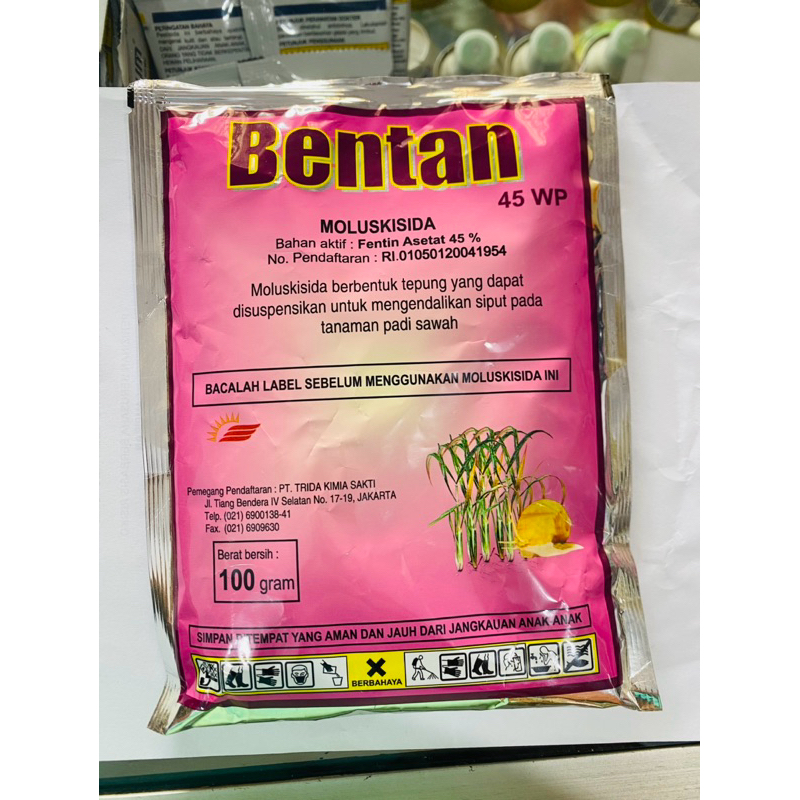 PERINGATAN BAHAYA
Bentan
45 WP
MOLUSKISIDA
Bahan aktif : Fentin Asetat 45 %
No. Pendaftaran : RI.01050120041954
Moluskisida berbentuk tepung yang dapat
disuspensikan untuk mengendalikan siput pada
tanaman padi sawah
BACALAH LABEL SEBELUM MENGGUNAKAN MOLUSKISIDA INI
Pemegang Pendaftaran : PT. TRIDA KIMIA SAKTI
Jl. Tiang Bendera IV Selatan No. 17-19, JAKARTA
Telp. (021) 6900138-41
Fax. (021) 6909630
Berat bersih :
100 gram
SIMPAN DITEMPAT YANG AMAN DAN JAUH DARI JANGKAUAN ANAK-ANAK
BERBAHAYA